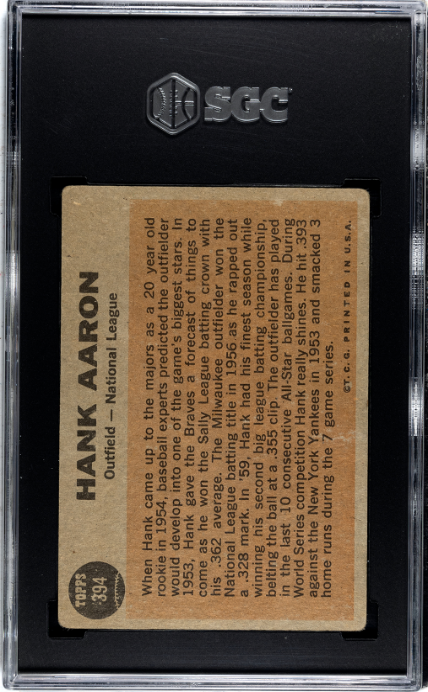 SGC
TOPPS
394
HANK AARON
Outfield — National League
When Hank came up to the majors as a 20 year old
rookie in 1954, baseball experts predicted the outfielder
would develop into one of the game's biggest stars. In
1953, Hank gave the Braves a forecast of things to
come as he won the Sally League batting crown with
his .362 average. The Milwaukee outfielder won the
National League batting title in 1956 as he rapped out
a .328 mark. In '59, Hank had his finest season while
winning his second big league batting championship,
belting the ball at a .355 clip. The outfielder has played
in the last 10 consecutive All-Star ballgames. During
World Series competition Hank really shines. He hit .393
against the New York Yankees in 1953 and smacked 3
home runs during the 7 game series.
©T.C.G. PRINTED IN U.S.A.